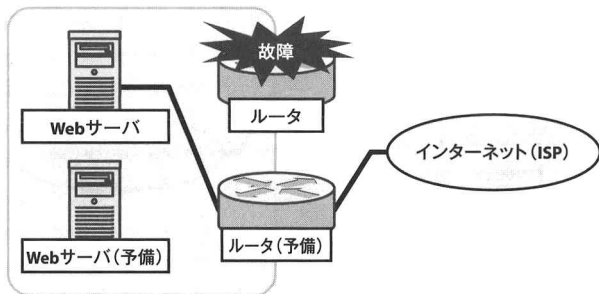 故障
Webサーバ
ルータ
インターネット(ISP)
Webサーバ(予備)
ルータ(予備)